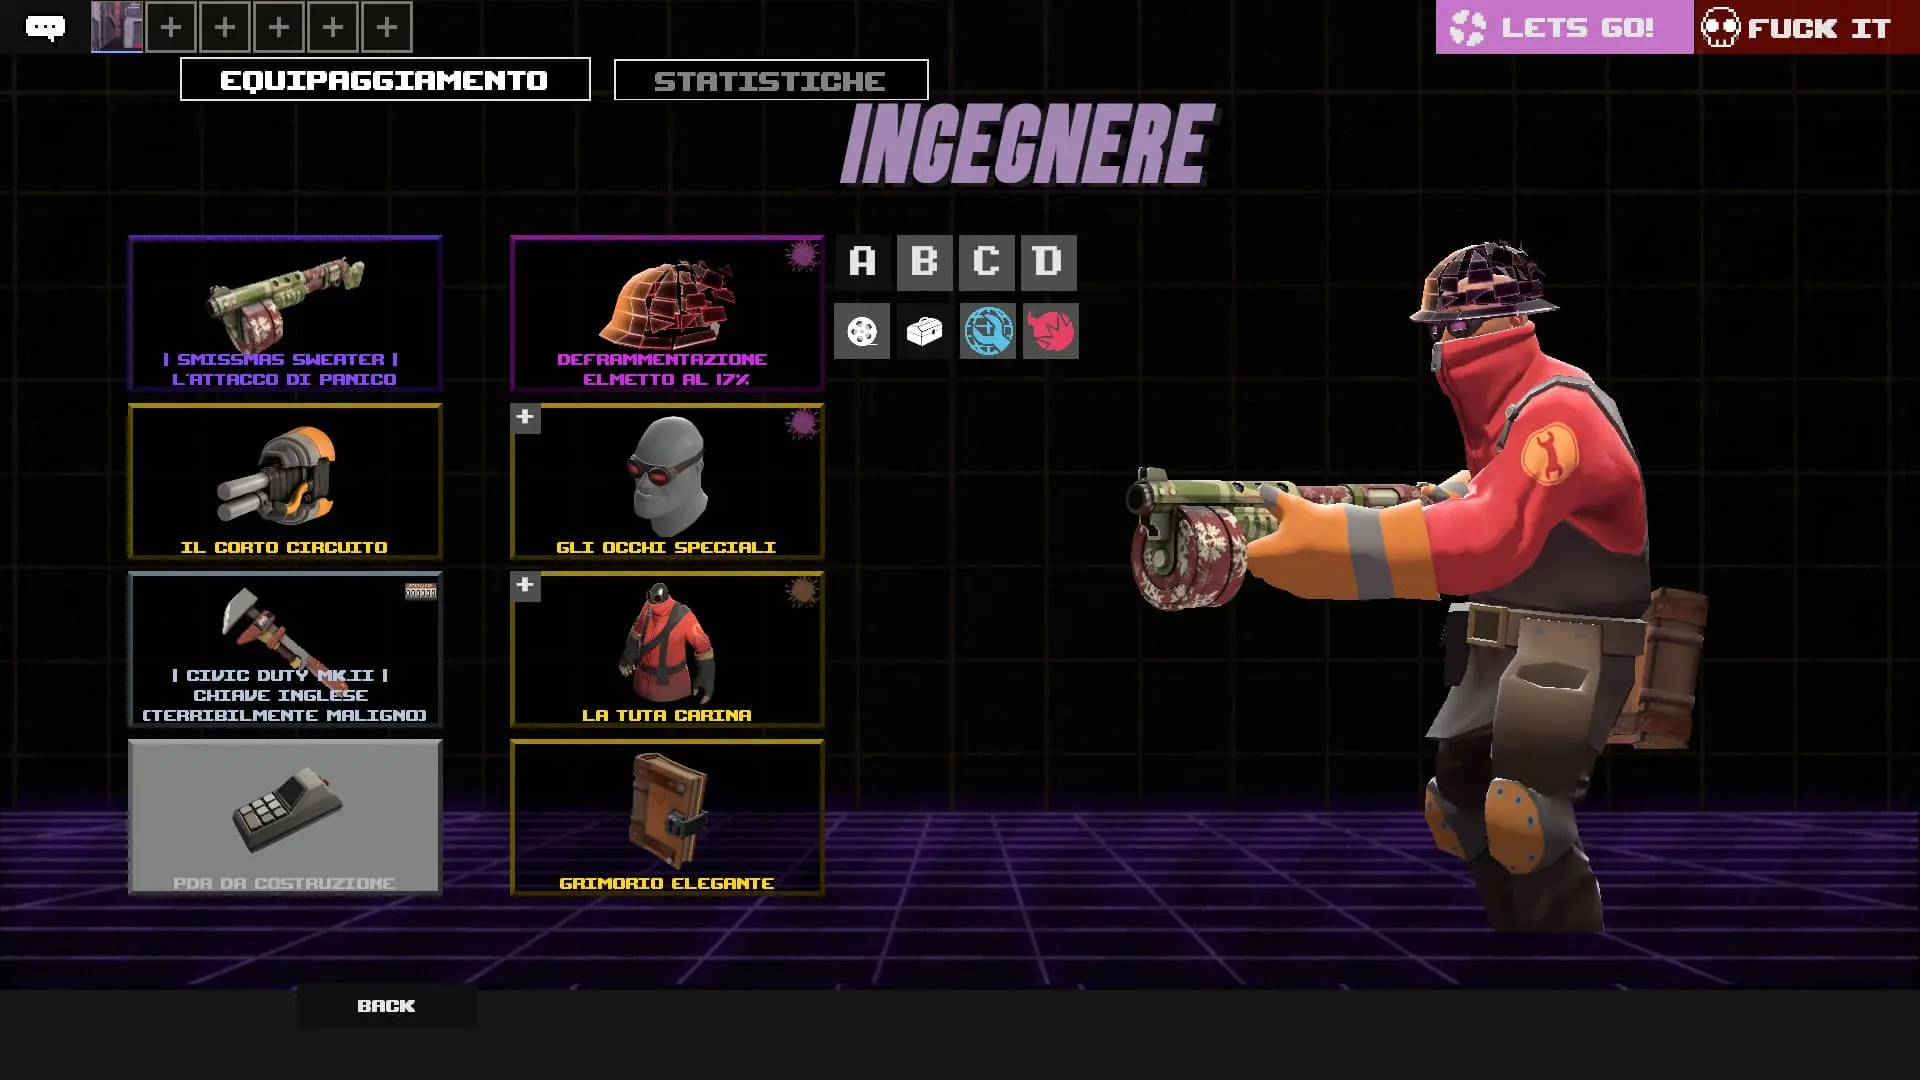 LETS GO!
FUCK IT
EQUIPAGGIAMENTO
STATISTICHE
INGEGNERE
| SMISSMAS SWEATER |
L'ATTACCO DI PANICO
DEFRAMMENTAZIONE
ELMETTO AL 17%
A B C D
IL CORTO CIRCUITO
GLI OCCHI SPECIALI
| CIVIC DUTY MK.II |
CHIAVE INGLESE
(TERRIBILMENTE MALIGNO)
LA TUTA CARINA
PDA DA COSTRUZIONE
GRIMORIO ELEGANTE
BACK